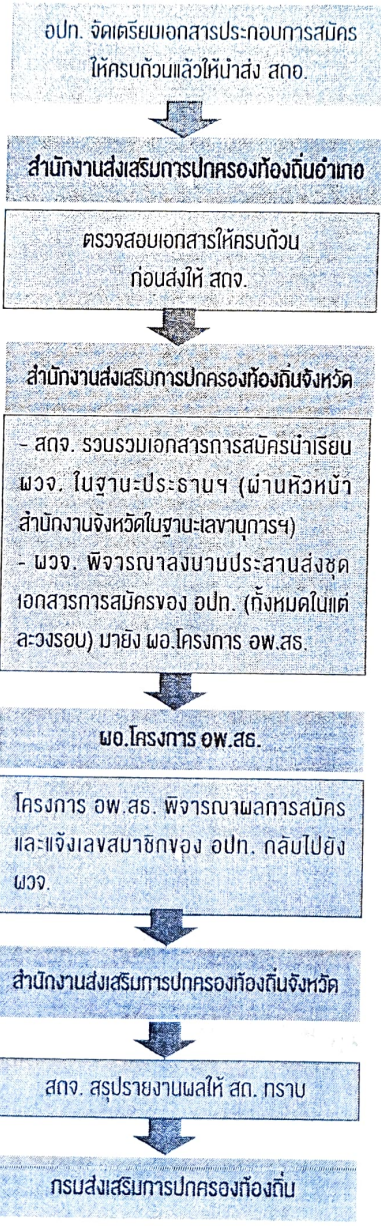 อปท. จัดเตรียมเอกสารประกอบการสมัคร
ให้ครบถ้วนแล้วให้นำส่ง สถอ.
สำนักงานส่งเสริมการปกครองท้องถิ่นอำเภอ
ตรวจสอบเอกสารให้ครบถ้วน
ก่อนส่งให้ สถจ.
สำนักงานส่งเสริมการปกครองท้องถิ่นจังหวัด
- สถจ. รวบรวมเอกสารการสมัครนำเรียน
ผวจ. ในฐานะประธานฯ (ผ่านหัวหน้า
สำนักงานจังหวัดในฐานะเลขานุการฯ)
- ผวจ. พิจารณาลงนามประสานส่งชุด
เอกสารการสมัครของ อปท. (ทั้งหมดในแต่
ละวงรอบ) มายัง ผอ.โครงการ อพ.สธ.
ผอ.โครงการ อพ.สธ.
โครงการ อพ.สธ. พิจารณาผลการสมัคร
และแจ้งเลขสมาชิกของ อปท. กลับไปยัง
ผวจ.
สำนักงานส่งเสริมการปกครองท้องถิ่นจังหวัด
สถจ. สรุปรายงานผลให้ สถ. ทราบ
กรมส่งเสริมการปกครองท้องถิ่น